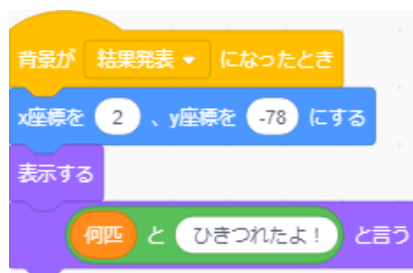 背景が 結果発表 になったとき
x座標を 2 、y座標を -78 にする
表示する
何匹 と ひきつれたよ! と言う